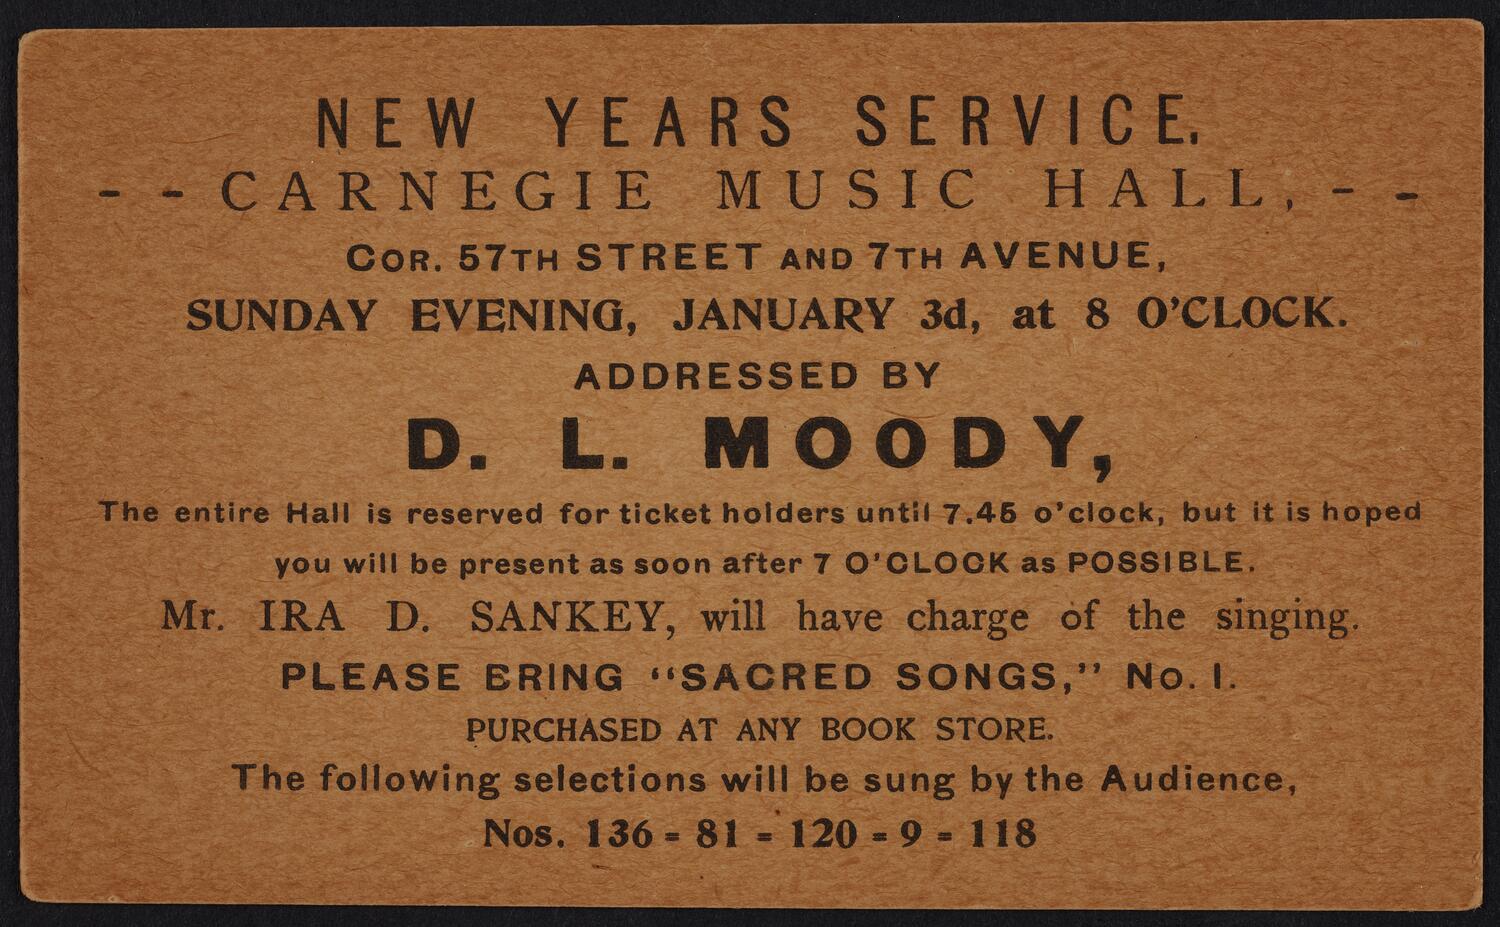 NEW YEARS SERVICE.
- - CARNEGIE MUSIC HALL, - -
COR. 57TH STREET AND 7TH AVENUE,
SUNDAY EVENING, JANUARY 3d, at 8 O'CLOCK.
ADDRESSED BY
D. L. MOODY,
The entire Hall is reserved for ticket holders until 7.45 o'clock, but it is hoped
you will be present as soon after 7 O'CLOCK as POSSIBLE.
Mr. IRA D. SANKEY, will have charge of the singing.
PLEASE BRING "SACRED SONGS," No. 1.
PURCHASED AT ANY BOOK STORE.
The following selections will be sung by the Audience,
Nos. 136 = 81 = 120 = 9 = 118